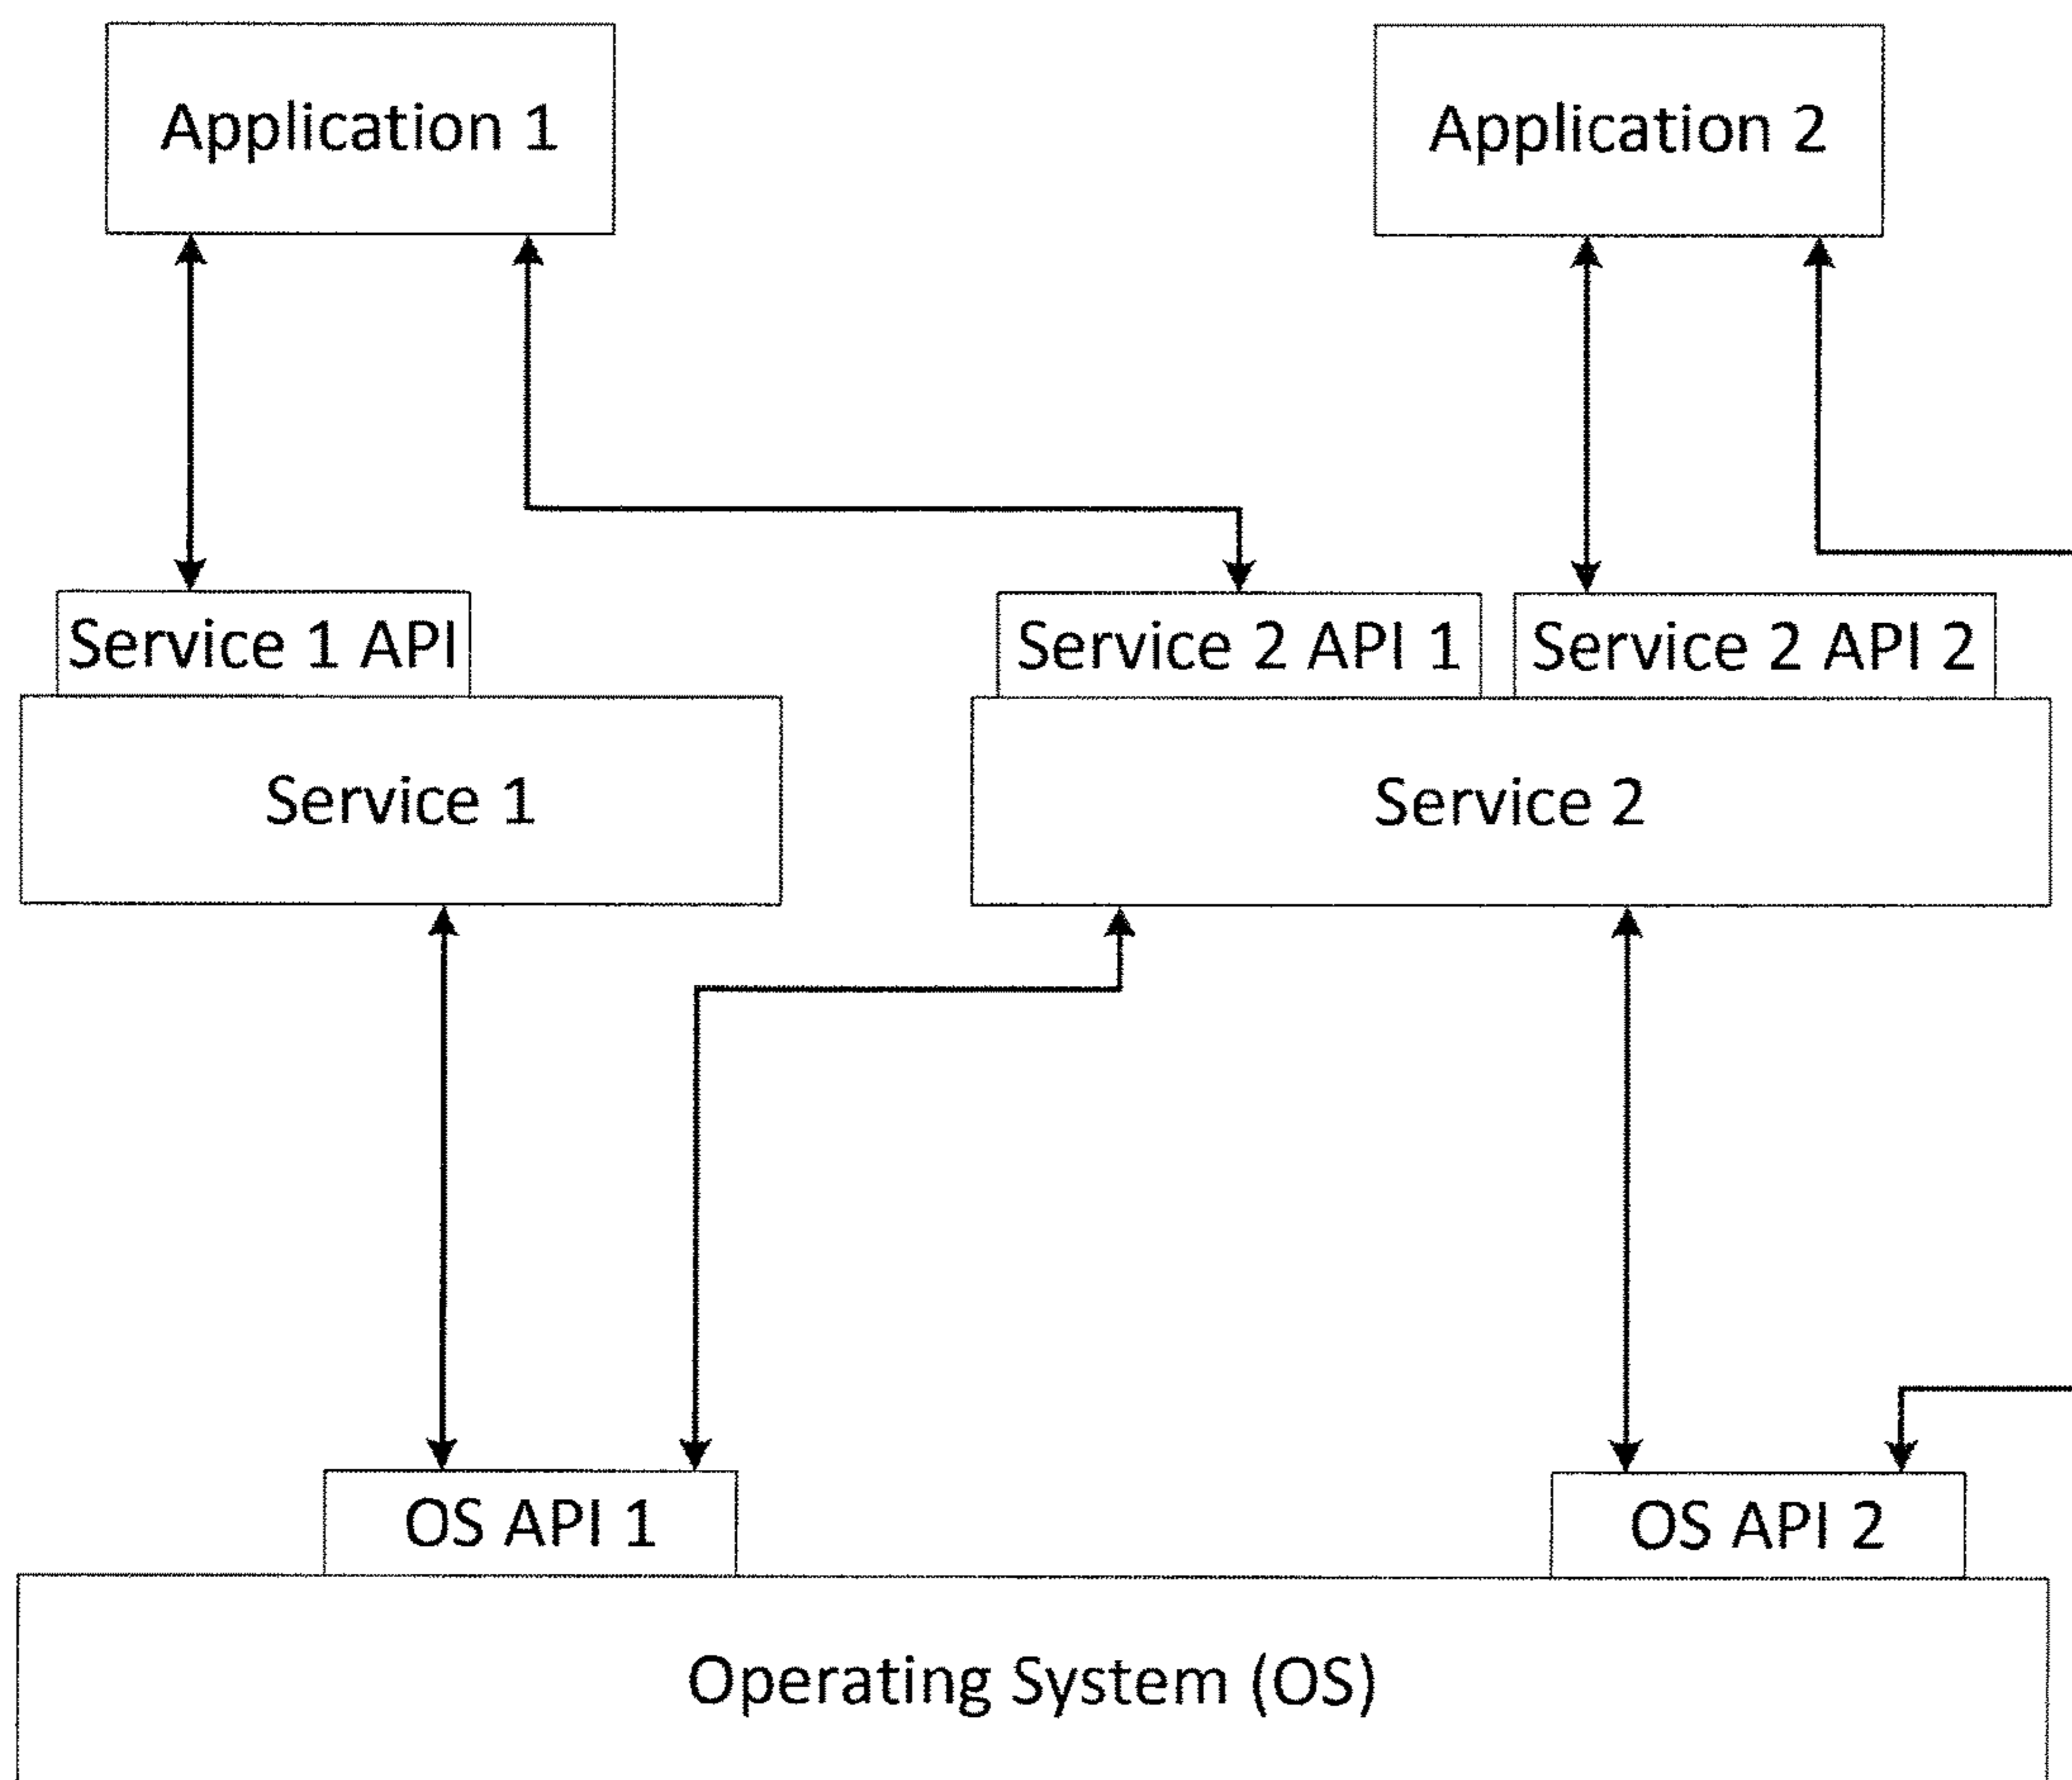 Application 1
Application 2
Service 1 API
Service 2 API 1
Service 2 API 2
Service 1
Service 2
OS API 1
OS API 2
Operating System (OS)